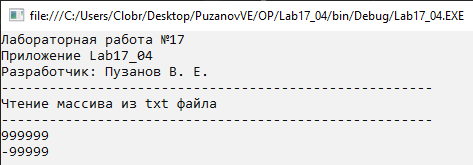 file:///C:/Users/Clobr/Desktop/PuzanovVE/OP/Lab17_04/bin/Debug/Lab17_04.EXE
Лабораторная работа №17
Приложение Lab17_04
Разработчик: Пузанов В. Е.
------------------------------------------------------
Чтение массива из txt файла
------------------------------------------------------
999999
-99999